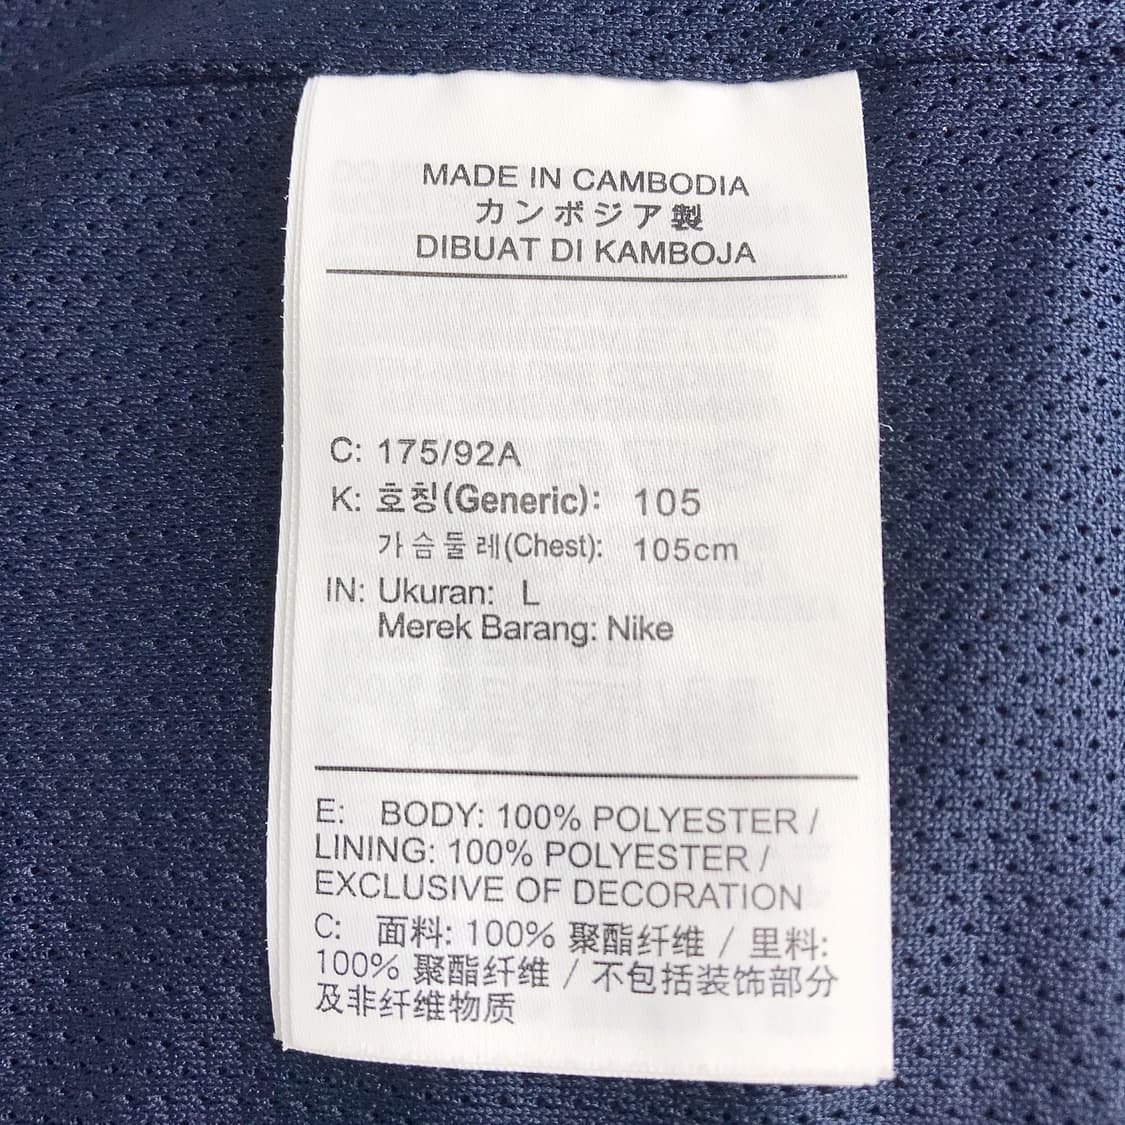 MADE IN CAMBODIA
カンボジア製
DIBUAT DI KAMBOJA
C: 175/92A
K: 호칭(Generic): 105
가슴둘레(Chest): 105cm
IN: Ukuran: L
Merek Barang: Nike
E: BODY: 100% POLYESTER /
LINING: 100% POLYESTER /
EXCLUSIVE OF DECORATION
C: 面料: 100% 聚酯纤维 / 里料:
100% 聚酯纤维 / 不包括装饰部分
及非纤维物质